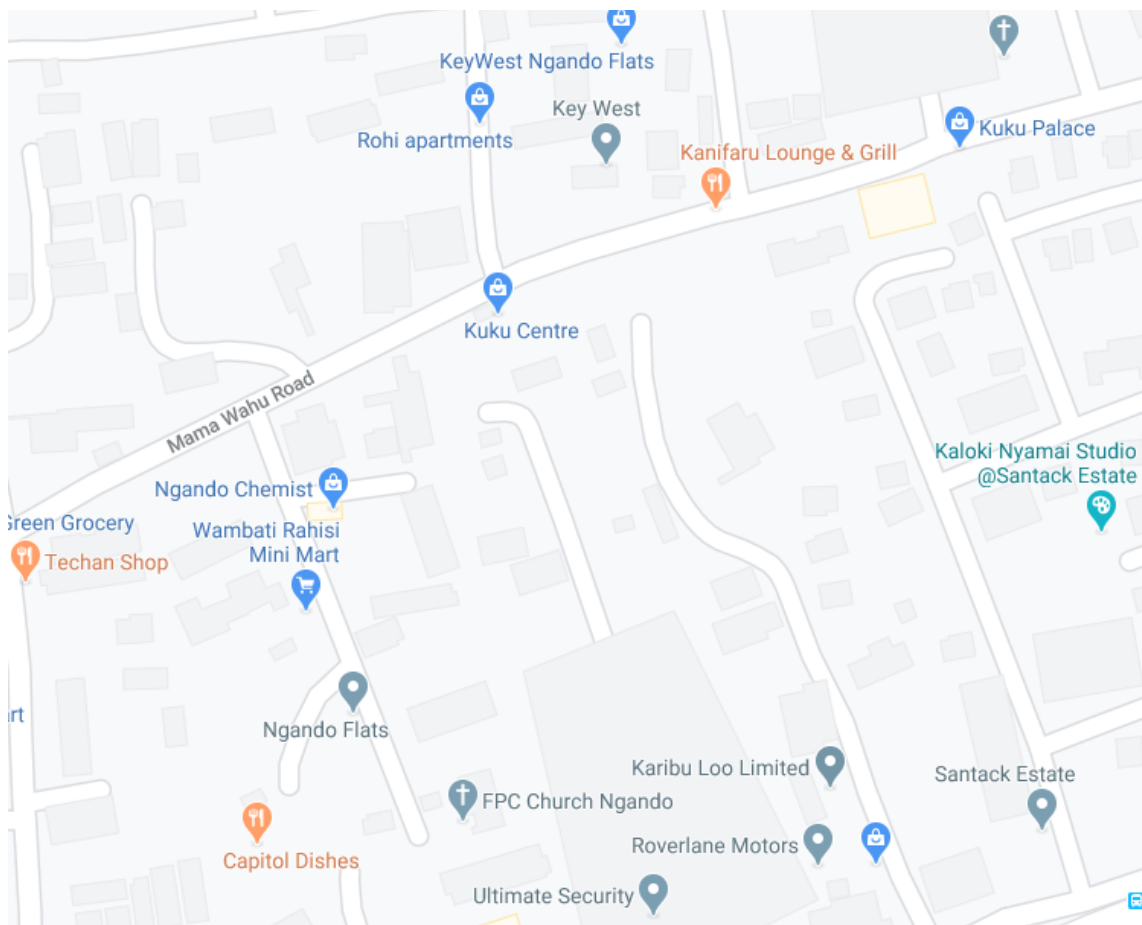 KeyWest Ngando Flats
Key West
Rohi apartments
Kuku Palace
Kanifaru Lounge & Grill
Kuku Centre
Mama Wahu Road
Kaloki Nyamai Studio
@Santack Estate
Ngando Chemist
Green Grocery
Wambati Rahisi
Mini Mart
Techan Shop
rt
Ngando Flats
Karibu Loo Limited
Santack Estate
FPC Church Ngando
Roverlane Motors
Capitol Dishes
Ultimate Security